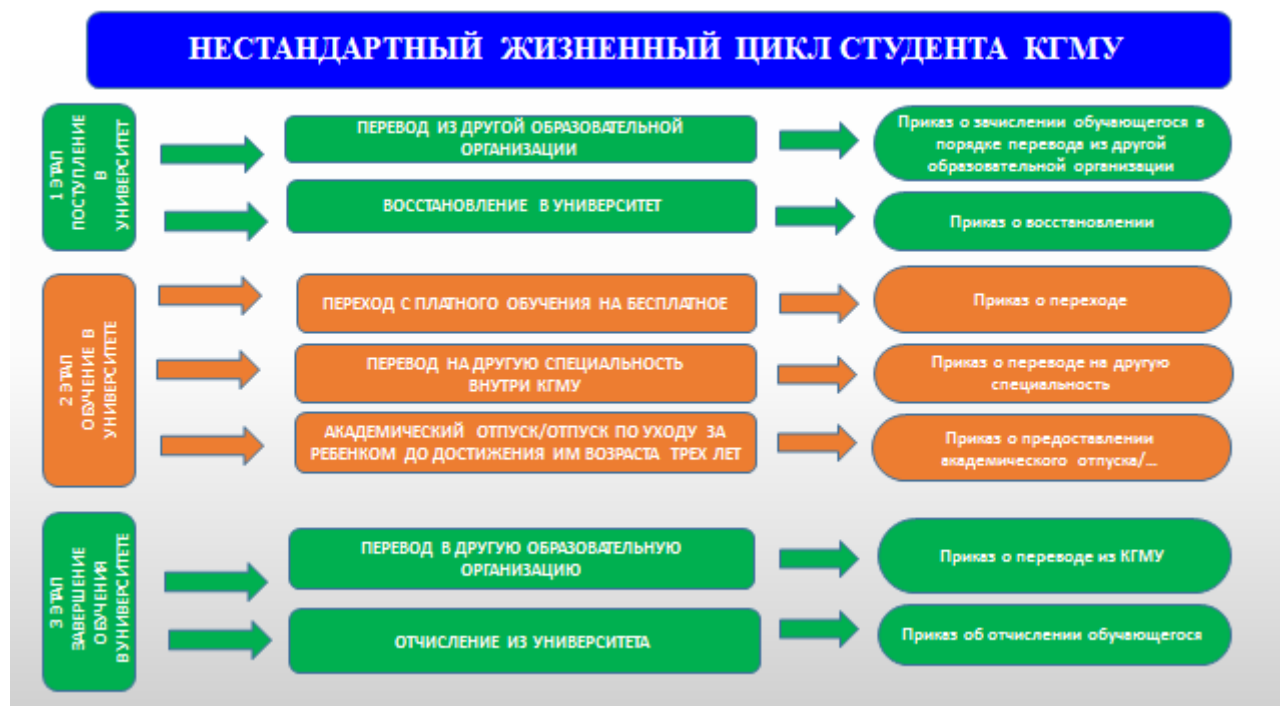 НЕСТАНДАРТНЫЙ ЖИЗНЕННЫЙ ЦИКЛ СТУДЕНТА КГМУ
1 ЭТАП
ПОСТУПЛЕНИЕ
В
УНИВЕРСИТЕТ
ПЕРЕВОД ИЗ ДРУГОЙ ОБРАЗОВАТЕЛЬНОЙ
ОРГАНИЗАЦИИ
Приказ о зачислении обучающегося в
порядке перевода из другой
образовательной организации
ВОССТАНОВЛЕНИЕ В УНИВЕРСИТЕТ
Приказ о восстановлении
2 ЭТАП
ОБУЧЕНИЕ В
УНИВЕРСИТЕТЕ
ПЕРЕХОД С ПЛАТНОГО ОБУЧЕНИЯ НА БЕСПЛАТНОЕ
Приказ о переходе
ПЕРЕВОД НА ДРУГУЮ СПЕЦИАЛЬНОСТЬ
ВНУТРИ КГМУ
Приказ о переводе на другую
специальность
АКАДЕМИЧЕСКИЙ ОТПУСК/ОТПУСК ПО УХОДУ ЗА
РЕБЕНКОМ ДО ДОСТИЖЕНИЯ ИМ ВОЗРАСТА ТРЕХ ЛЕТ
Приказ о предоставлении
академического отпуска/...
3 ЭТАП
ЗАВЕРШЕНИЕ
ОБУЧЕНИЯ
В УНИВЕРСИТЕТЕ
ПЕРЕВОД В ДРУГУЮ ОБРАЗОВАТЕЛЬНУЮ
ОРГАНИЗАЦИЮ
Приказ о переводе из КГМУ
ОТЧИСЛЕНИЕ ИЗ УНИВЕРСИТЕТА
Приказ об отчислении обучающегося